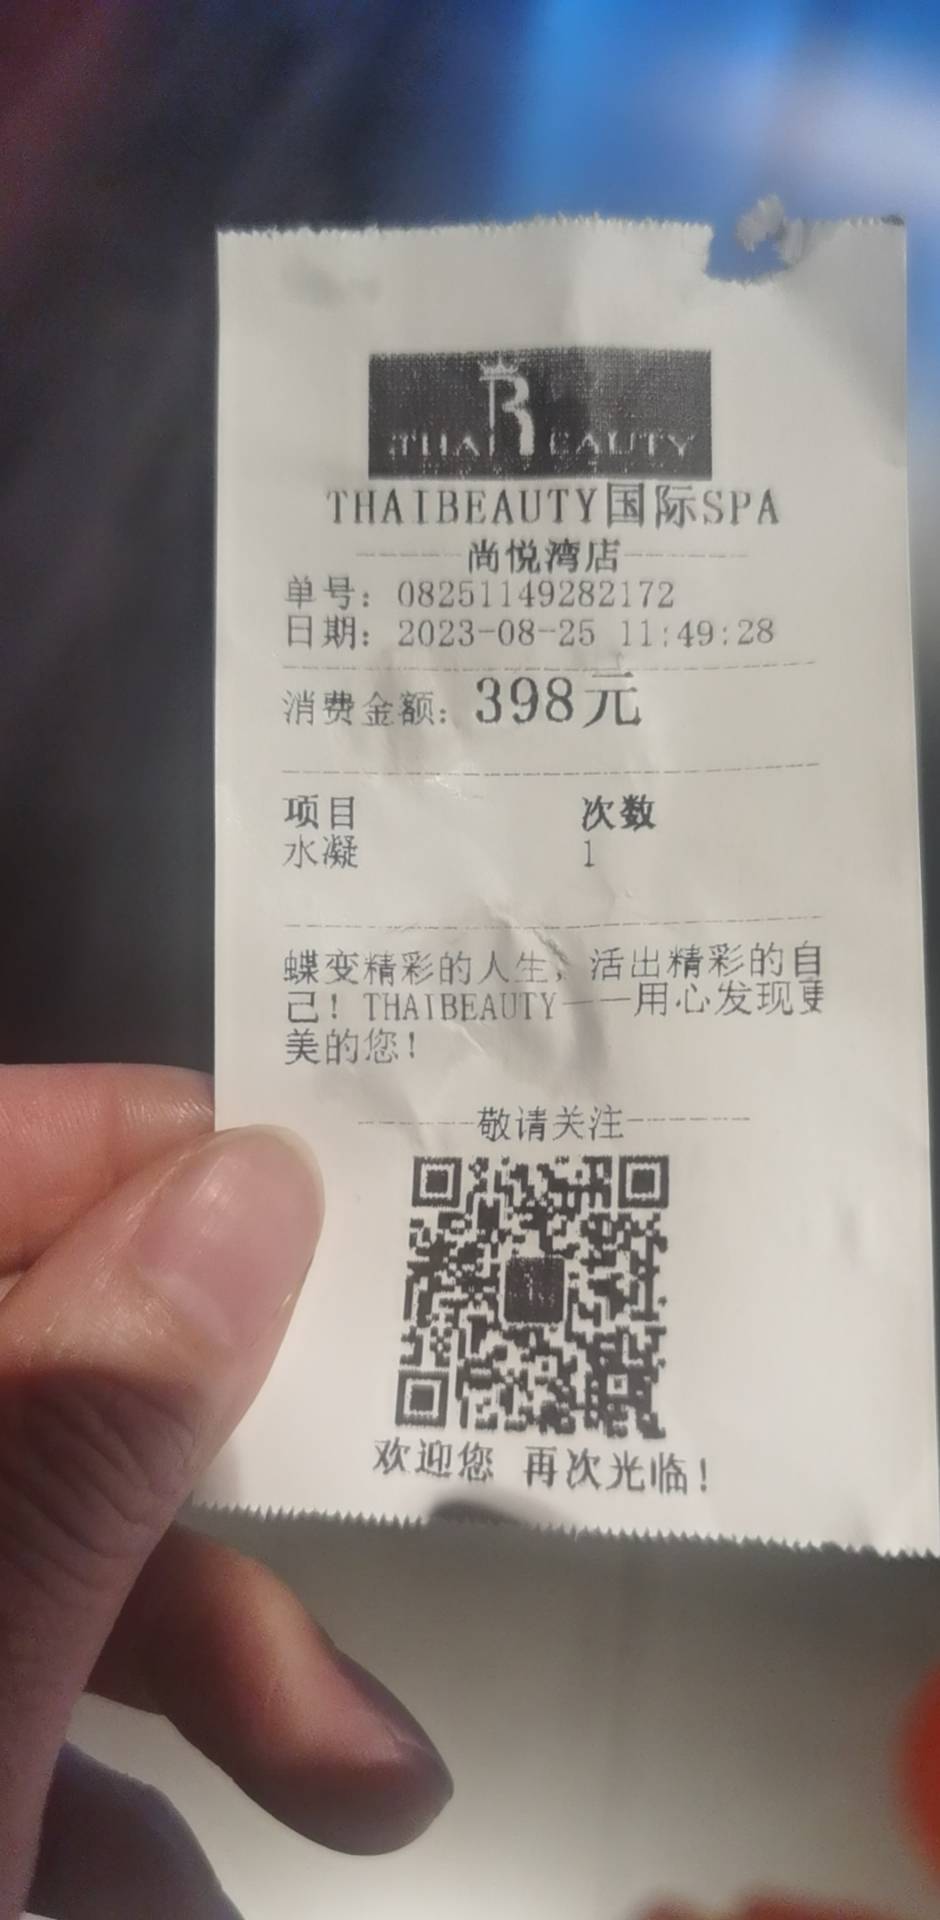 THAI BEAUTY
THAIBEAUTY国际SPA
尚悦湾店
单号：08251149282172
日期：2023-08-25 11:49:28
消费金额：398元
项目 次数
水凝 1
蝶变精彩的人生，活出精彩的自
己！THAIBEAUTY——用心发现更
美的您！
敬请关注
欢迎您 再次光临！